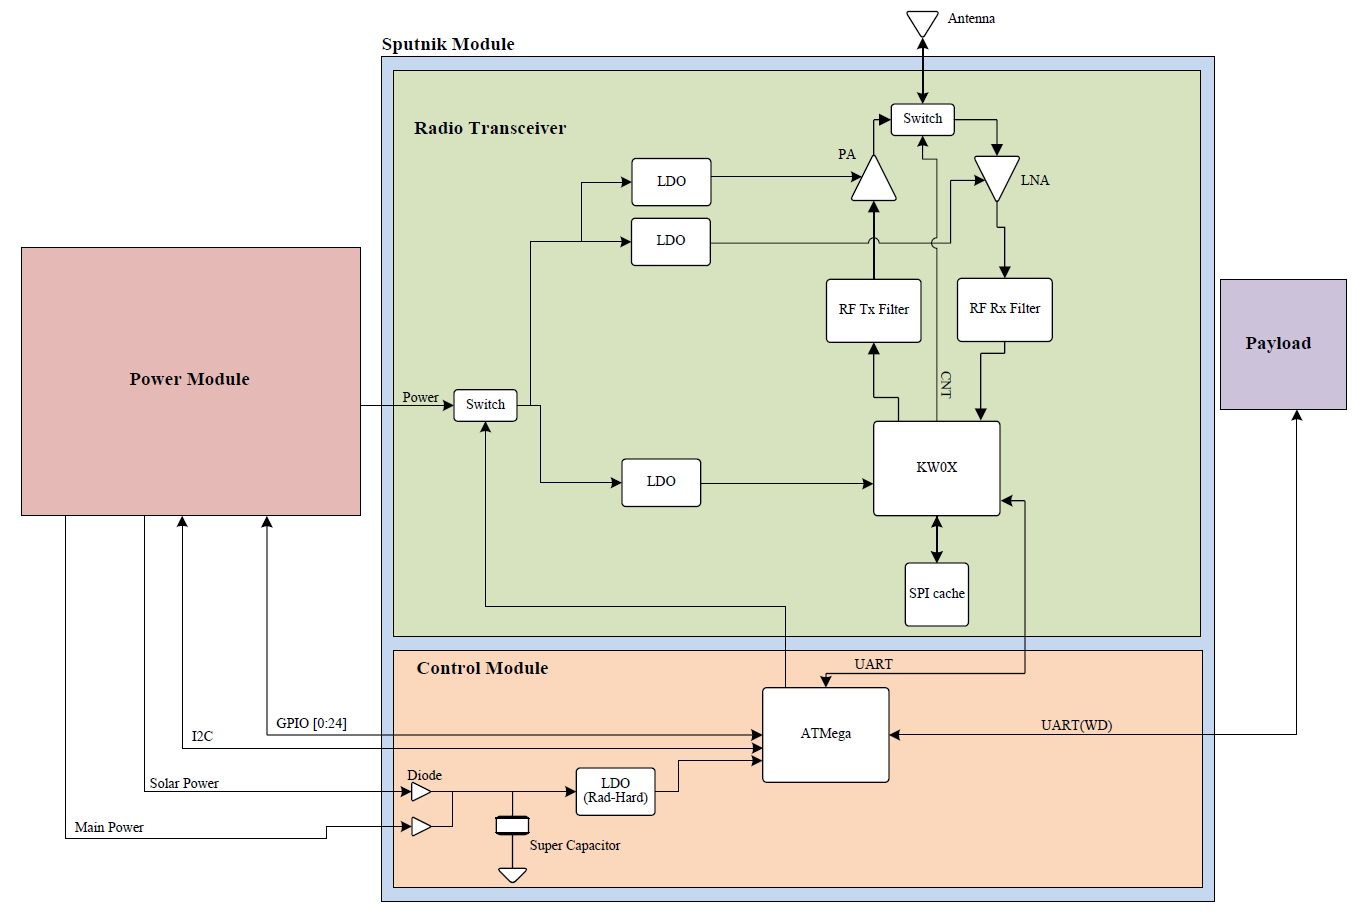 Antenna
Sputnik Module
Switch
Radio Transceiver
PA
LDO
LNA
LDO
RF Tx Filter
RF Rx Filter
Payload
Power Module
CNT
Power
Switch
KW0X
LDO
SPI cache
UART
Control Module
GPIO [0:24]
I2C
ATMega
UART(WD)
Diode
Solar Power
LDO
(Rad-Hard)
Main Power
Super Capacitor